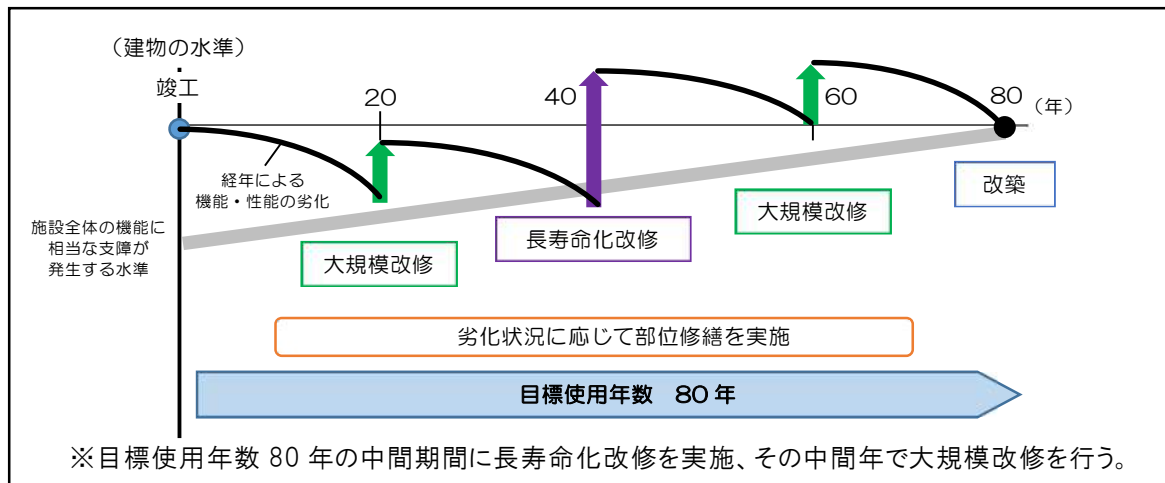 （建物の水準）
竣工
20
40
60
80
（年）
経年による
機能・性能の劣化
施設全体の機能に
相当な支障が
発生する水準
大規模改修
長寿命化改修
大規模改修
改築
劣化状況に応じて部位修繕を実施
目標使用年数　80 年
※目標使用年数 80 年の中間期間に長寿命化改修を実施、その中間年で大規模改修を行う。